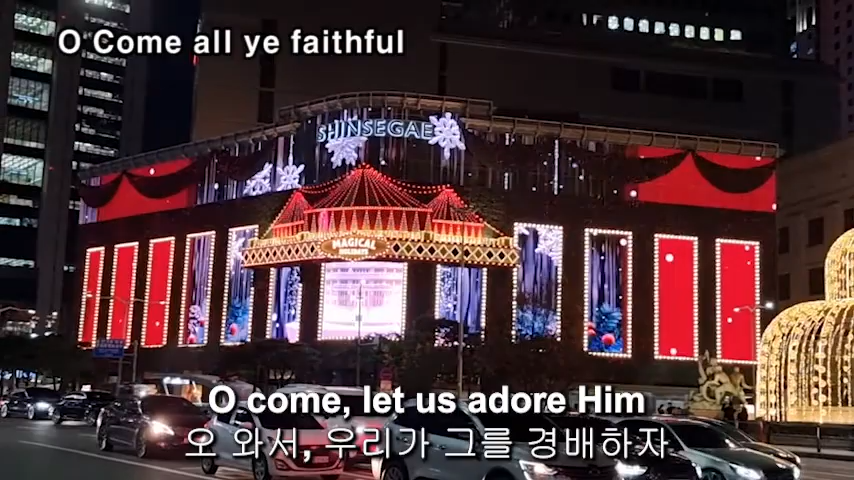 O Come all ye faithful
SHINSEGAE
MAGICAL
HOLIDAYS
O come, let us adore Him
오 와서, 우리가 그를 경배하자